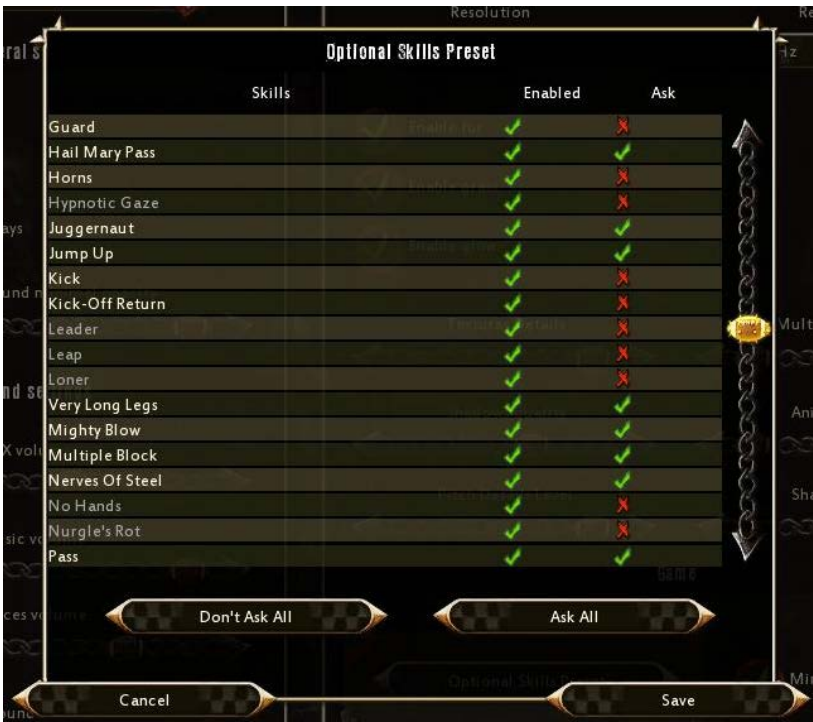 Resolution
Optional Skills Preset
Skills Enabled Ask
Guard
Hail Mary Pass
Horns
Hypnotic Gaze
Juggernaut
Jump Up
Kick
Kick-Off Return
Leader
Leap
Loner
Very Long Legs
Mighty Blow
Multiple Block
Nerves Of Steel
No Hands
Nurgle's Rot
Pass
Game
Don't Ask All Ask All
Cancel Save